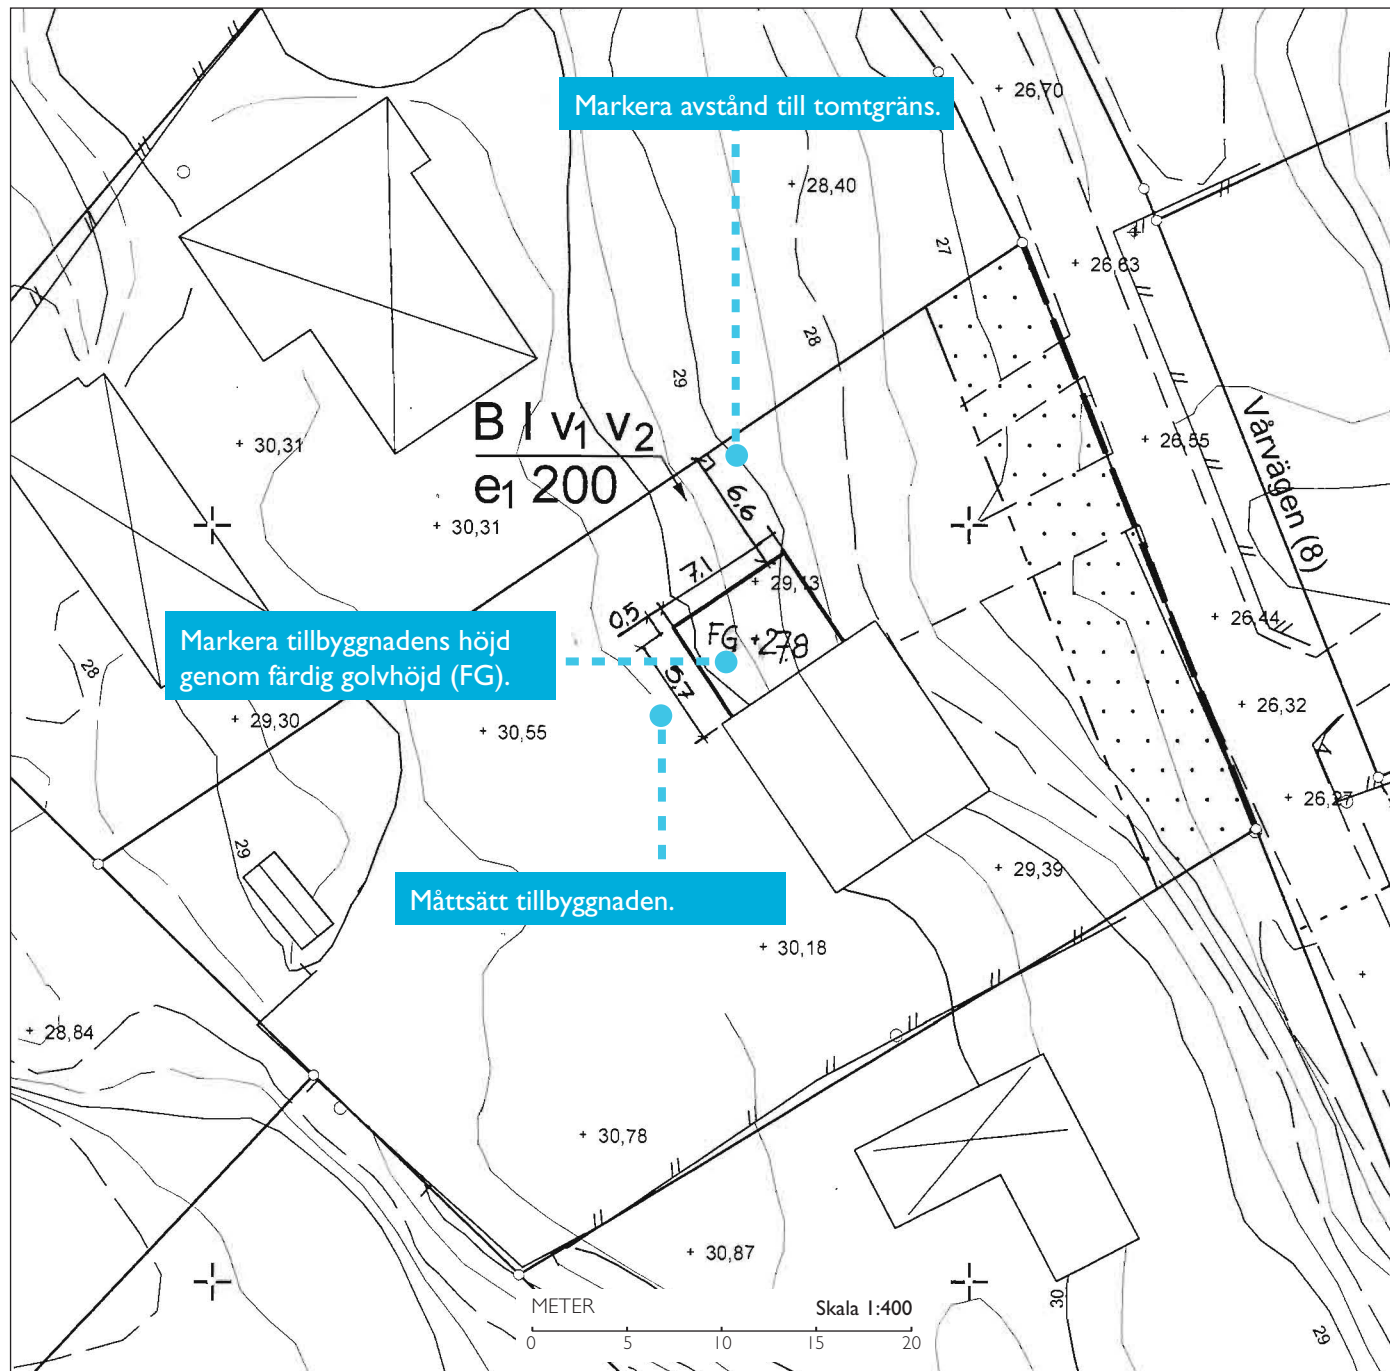 Markera avstånd till tomtgräns.
+ 26,70
+ 28,40
27
+ 26,63
28
29
B I v1 v2
e1 200
+ 30,31
+ 30,31
+ 26,55
Vårvägen (8)
6,6
7,1
+ 29,13
0,5
FG +27,8
5,7
+ 26,44
Markera tillbyggnadens höjd
genom färdig golvhöjd (FG).
28
+ 29,30
+ 30,55
+ 26,32
+ 26,27
29
+ 29,39
Måttsätt tillbyggnaden.
+ 30,18
+ 28,84
+ 30,78
+ 30,87
30
29
METER
Skala 1:400
0 5 10 15 20